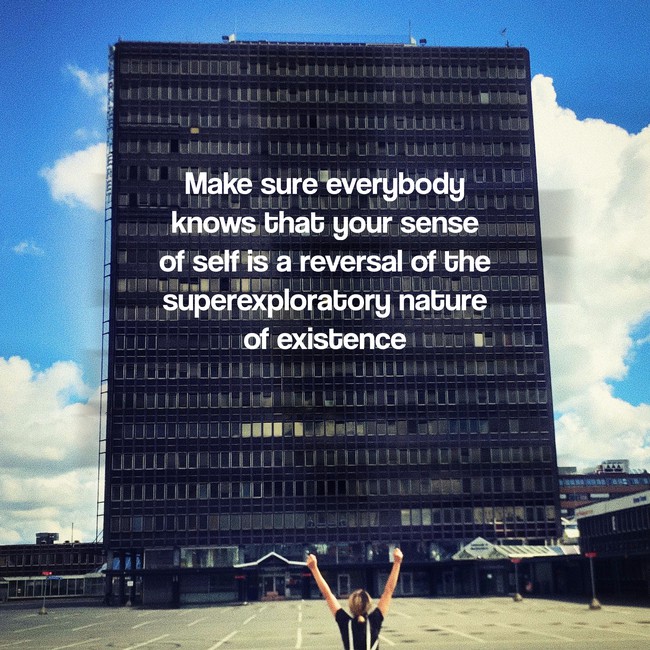 Make sure everybody
knows that your sense
of self is a reversal of the
superexploratory nature
of existence